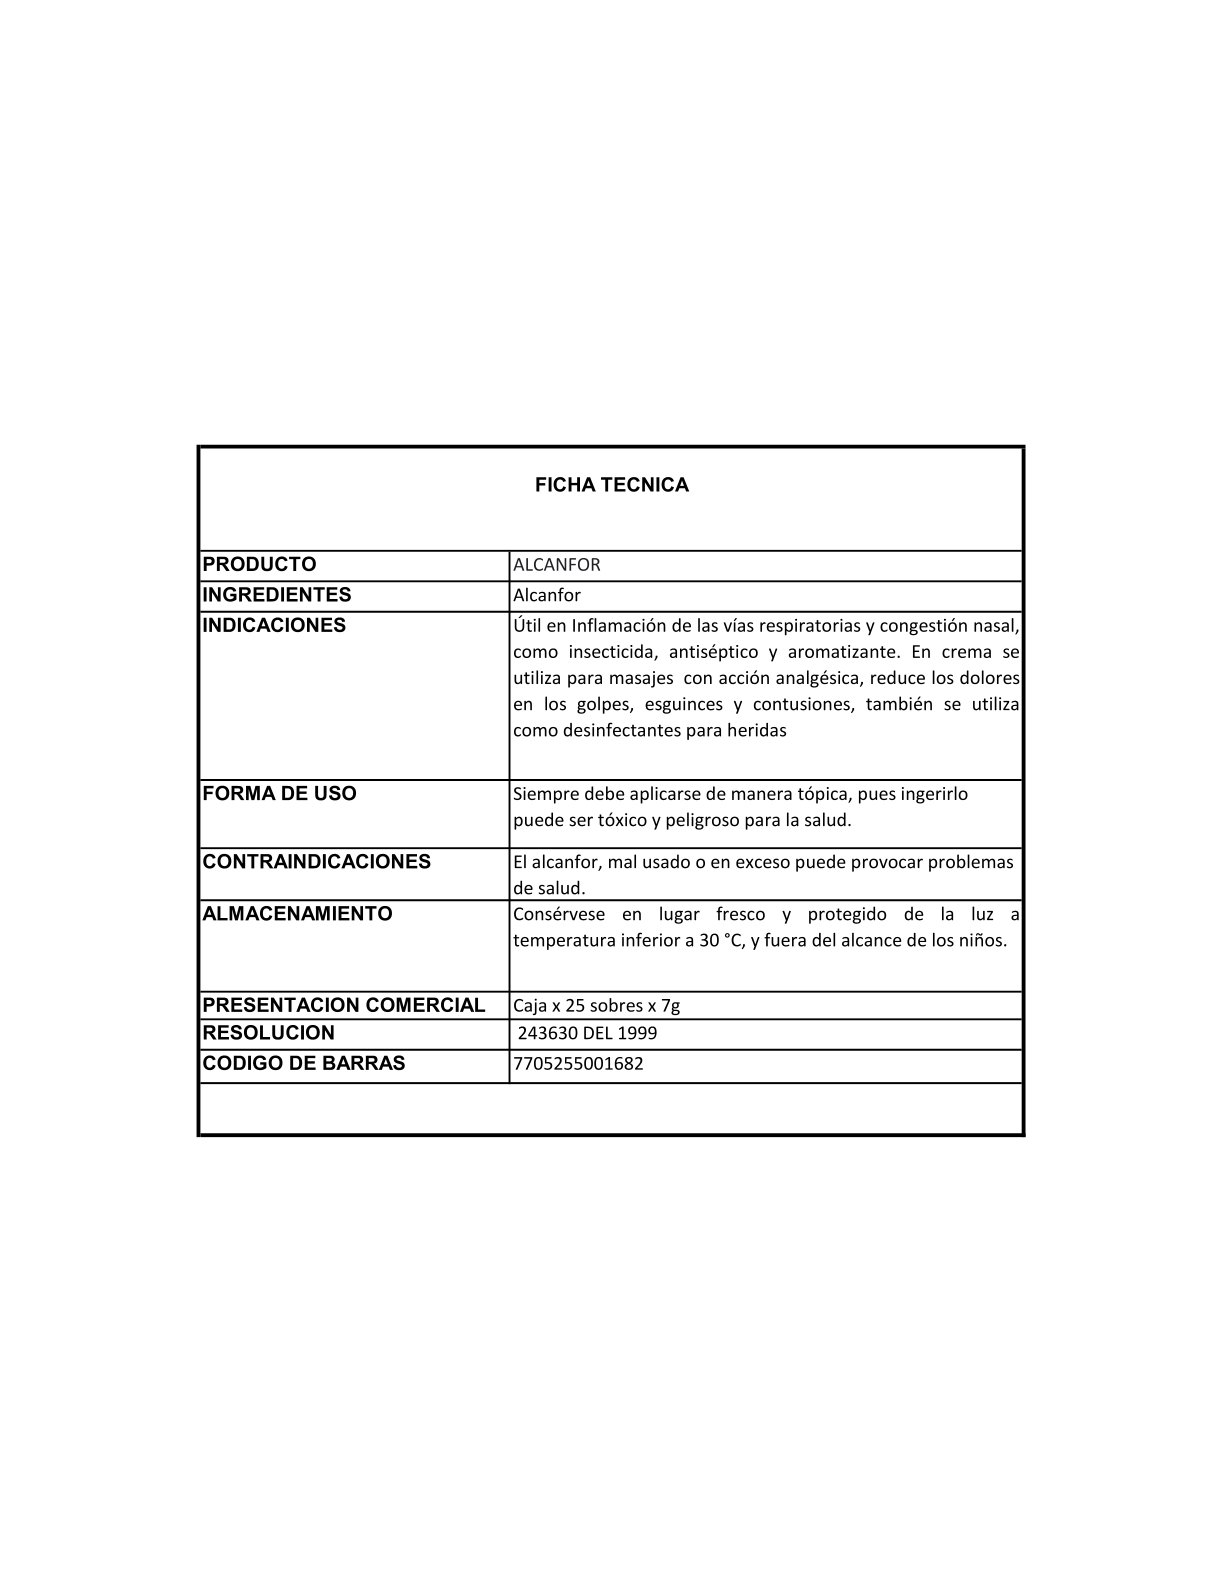 FICHA TECNICA
PRODUCTO ALCANFOR
INGREDIENTES Alcanfor
INDICACIONES Útil en Inflamación de las vías respiratorias y congestión nasal,
como insecticida, antiséptico y aromatizante. En crema se
utiliza para masajes con acción analgésica, reduce los dolores
en los golpes, esguinces y contusiones, también se utiliza
como desinfectantes para heridas
FORMA DE USO Siempre debe aplicarse de manera tópica, pues ingerirlo
puede ser tóxico y peligroso para la salud.
CONTRAINDICACIONES El alcanfor, mal usado o en exceso puede provocar problemas
de salud.
ALMACENAMIENTO Consérvese en lugar fresco y protegido de la luz a
temperatura inferior a 30 °C, y fuera del alcance de los niños.
PRESENTACION COMERCIAL Caja x 25 sobres x 7g
RESOLUCION 243630 DEL 1999
CODIGO DE BARRAS 7705255001682